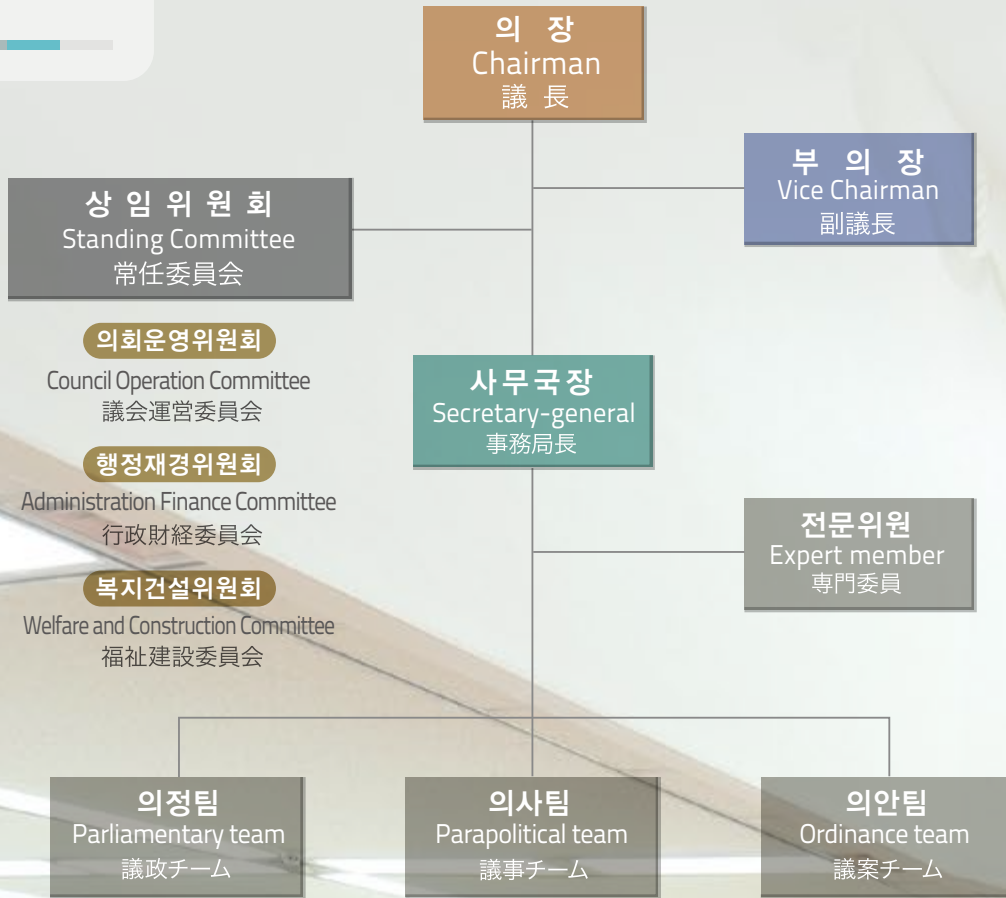 의 장
Chairman
議 長
부 의 장
Vice Chairman
副議長
상 임 위 원 회
Standing Committee
常任委員会
의회운영위원회
Council Operation Committee
議会運営委員会
행정재경위원회
Administration Finance Committee
行政財経委員会
복지건설위원회
Welfare and Construction Committee
福祉建設委員会
사무국장
Secretary-general
事務局長
전문위원
Expert member
専門委員
의정팀
Parliamentary team
議政チーム
의사팀
Parapolitical team
議事チーム
의안팀
Ordinance team
議案チーム